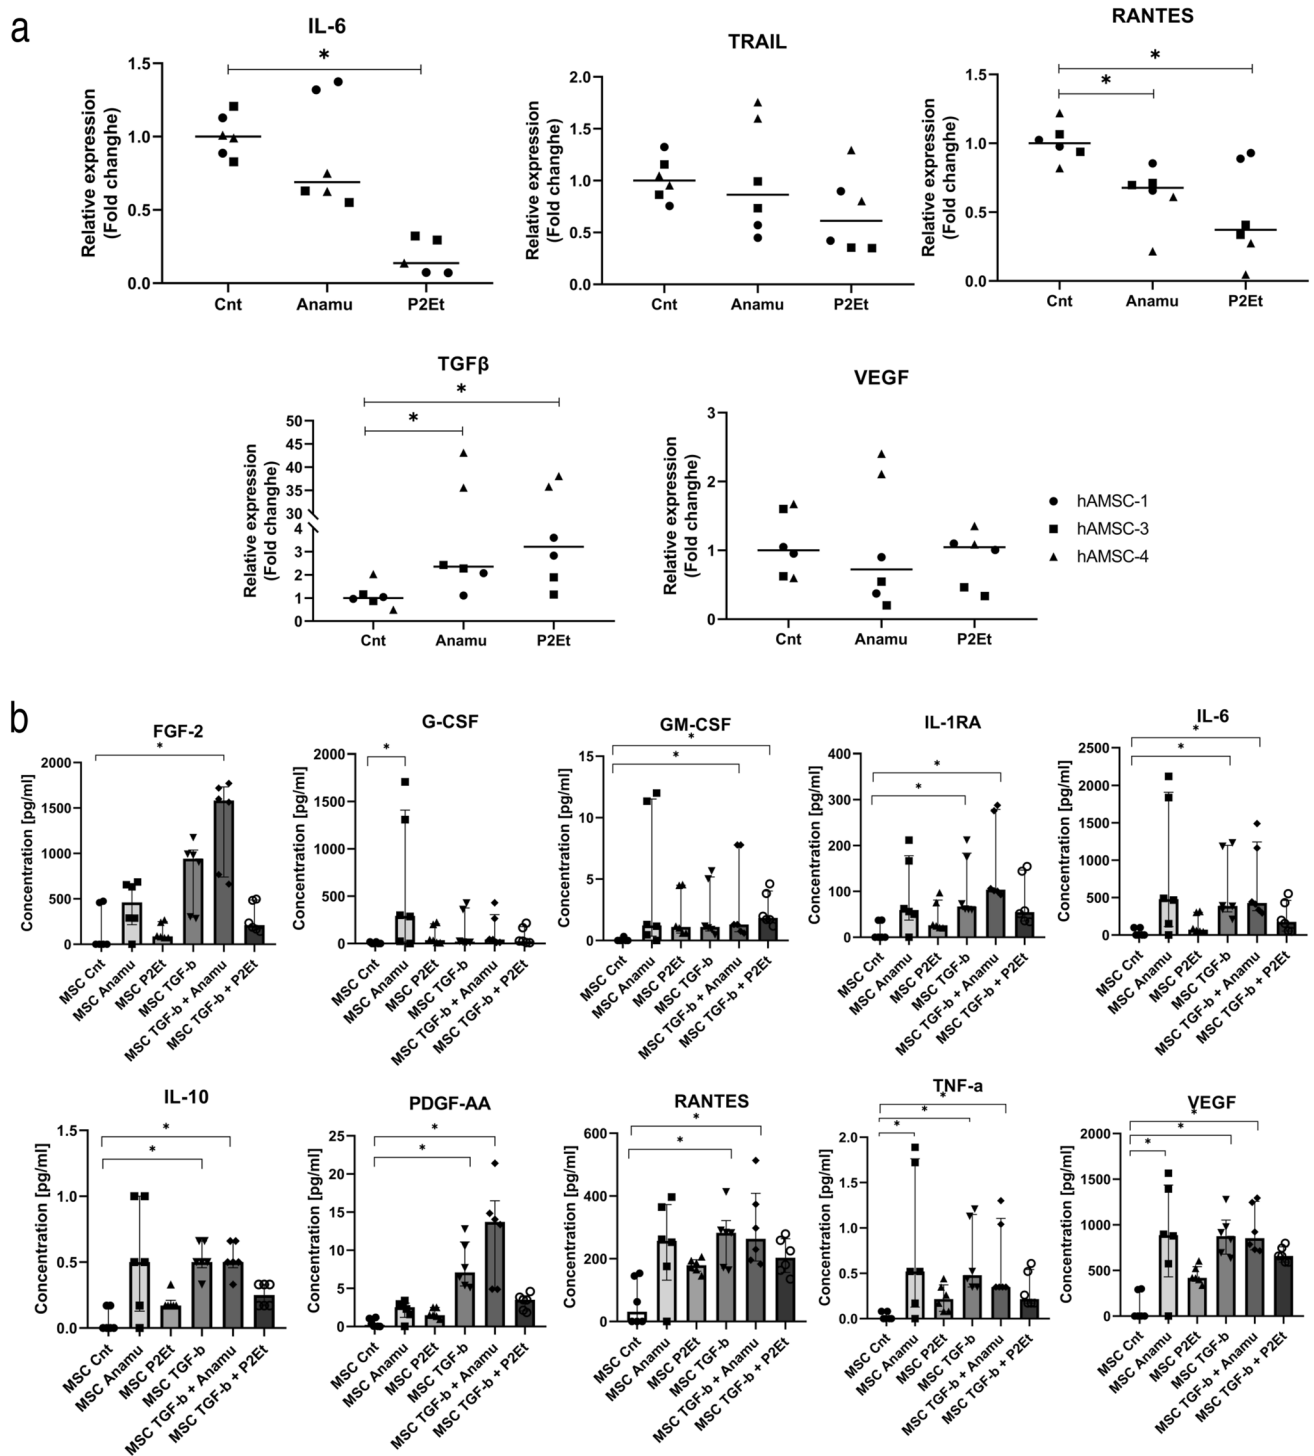 a
IL-6
*
Relative expression
(Fold changhe)
1.5
1.0
0.5
0.0
Cnt Anamu P2Et
TRAIL
Relative expression
(Fold changhe)
2.0
1.5
1.0
0.5
0.0
Cnt Anamu P2Et
RANTES
*
*
Relative expression
(Fold changhe)
1.5
1.0
0.5
0.0
Cnt Anamu P2Et
TGFβ
*
*
Relative expression
(Fold changhe)
50
45
40
35
30
4
3
2
1
0
Cnt Anamu P2Et
VEGF
Relative expression
(Fold changhe)
3
2
1
0
Cnt Anamu P2Et
hAMSC-1
hAMSC-3
hAMSC-4
b
FGF-2
*
Concentration [pg/ml]
2000
1500
1000
500
0
MSC Cnt
MSC Anamu
MSC P2Et
MSC TGF-b
MSC TGF-b + Anamu
MSC TGF-b + P2Et
G-CSF
*
Concentration [pg/ml]
2000
1500
1000
500
0
MSC Cnt
MSC Anamu
MSC P2Et
MSC TGF-b
MSC TGF-b + Anamu
MSC TGF-b + P2Et
GM-CSF
*
*
Concentration [pg/ml]
15
10
5
0
MSC Cnt
MSC Anamu
MSC P2Et
MSC TGF-b
MSC TGF-b + Anamu
MSC TGF-b + P2Et
IL-1RA
*
*
Concentration [pg/ml]
400
300
200
100
0
MSC Cnt
MSC Anamu
MSC P2Et
MSC TGF-b
MSC TGF-b + Anamu
MSC TGF-b + P2Et
IL-6
*
*
Concentration [pg/ml]
2500
2000
1500
1000
500
0
MSC Cnt
MSC Anamu
MSC P2Et
MSC TGF-b
MSC TGF-b + Anamu
MSC TGF-b + P2Et
IL-10
*
*
Concentration [pg/ml]
1.5
1.0
0.5
0.0
MSC Cnt
MSC Anamu
MSC P2Et
MSC TGF-b
MSC TGF-b + Anamu
MSC TGF-b + P2Et
PDGF-AA
*
*
Concentration [pg/ml]
25
20
15
10
5
0
MSC Cnt
MSC Anamu
MSC P2Et
MSC TGF-b
MSC TGF-b + Anamu
MSC TGF-b + P2Et
RANTES
*
*
Concentration [pg/ml]
600
400
200
0
MSC Cnt
MSC Anamu
MSC P2Et
MSC TGF-b
MSC TGF-b + Anamu
MSC TGF-b + P2Et
TNF-a
*
*
*
Concentration [pg/ml]
2.0
1.5
1.0
0.5
0.0
MSC Cnt
MSC Anamu
MSC P2Et
MSC TGF-b
MSC TGF-b + Anamu
MSC TGF-b + P2Et
VEGF
*
*
*
Concentration [pg/ml]
2000
1500
1000
500
0
MSC Cnt
MSC Anamu
MSC P2Et
MSC TGF-b
MSC TGF-b + Anamu
MSC TGF-b + P2Et